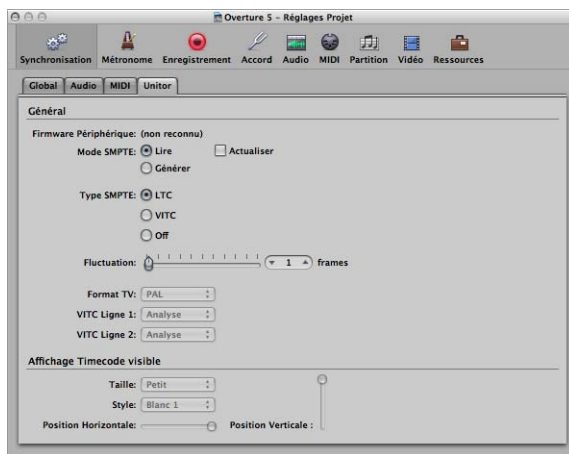 Overture 5 – Réglages Projet
Synchronisation Métronome Enregistrement Accord Audio MIDI Partition Vidéo Ressources
Global Audio MIDI Unitor
Général
Firmware Périphérique: (non reconnu)
Mode SMPTE: Lire Actualiser
Générer
Type SMPTE: LTC
VITC
Off
Fluctuation: 1 frames
Format TV: PAL
VITC Ligne 1: Analyse
VITC Ligne 2: Analyse
Affichage Timecode visible
Taille: Petit
Style: Blanc 1
Position Horizontale: Position Verticale :